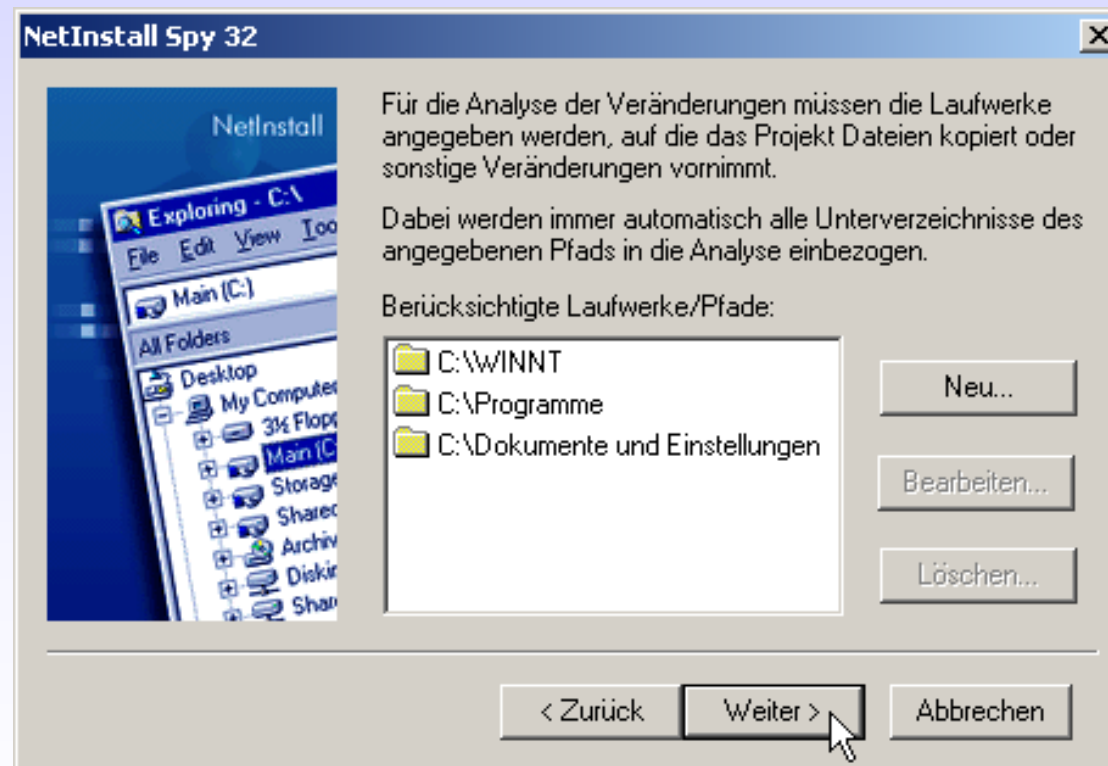 NetInstall Spy 32
NetInstall
Exploring - C:\
File Edit View Too
Main (C:)
All Folders
Desktop
My Computer
3½ Flopp
Main (C:
Storage
Shared
Archiv
Diskin
Shar
Für die Analyse der Veränderungen müssen die Laufwerke
angegeben werden, auf die das Projekt Dateien kopiert oder
sonstige Veränderungen vornimmt.
Dabei werden immer automatisch alle Unterverzeichnisse des
angegebenen Pfads in die Analyse einbezogen.
Berücksichtigte Laufwerke/Pfade:
C:\WINNT
C:\Programme
C:\Dokumente und Einstellungen
Neu...
Bearbeiten...
Löschen...
< Zurück
Weiter >
Abbrechen